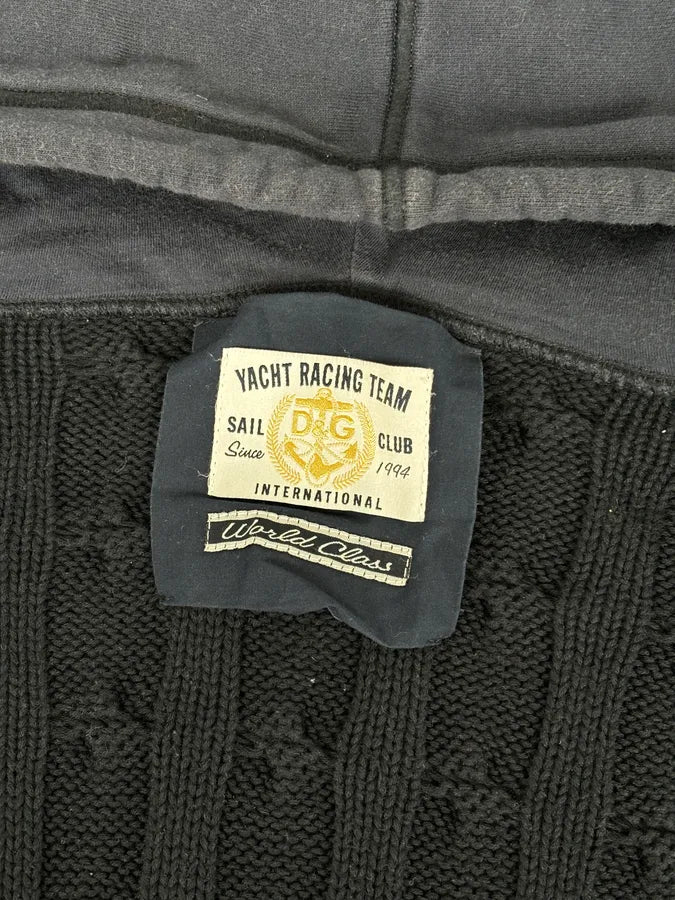 YACHT RACING TEAM
SAIL D&G CLUB
Since 1994
INTERNATIONAL
World Class